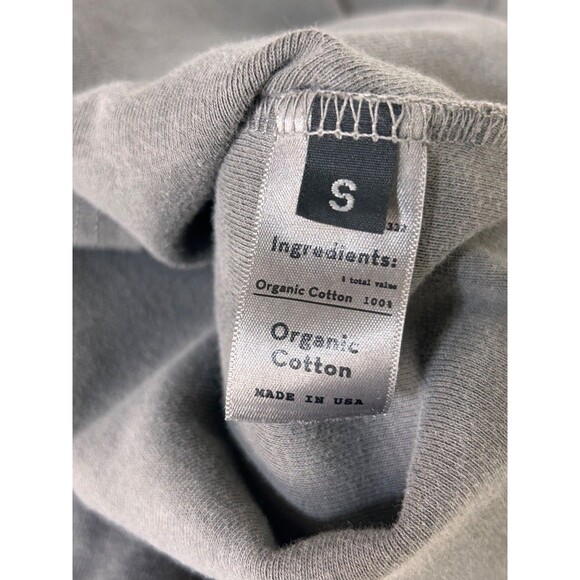 S
Ingredients:
% total value
Organic Cotton 100%
Organic
Cotton
MADE IN USA